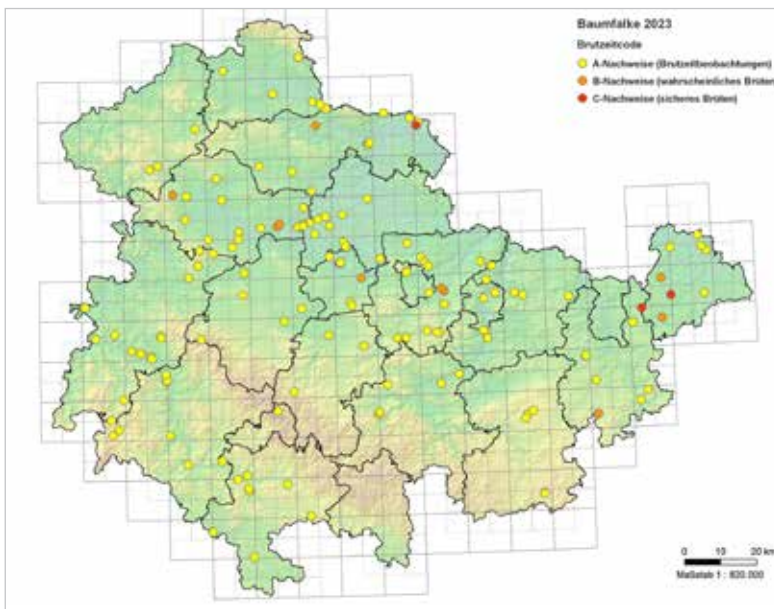 Baumfalke 2023
Brutzeitcode
A-Nachweise (Brutzeitbeobachtungen)
B-Nachweise (wahrscheinliches Brüten)
C-Nachweise (sicheres Brüten)
0 10 20 km
Maßstab 1 : 820.000